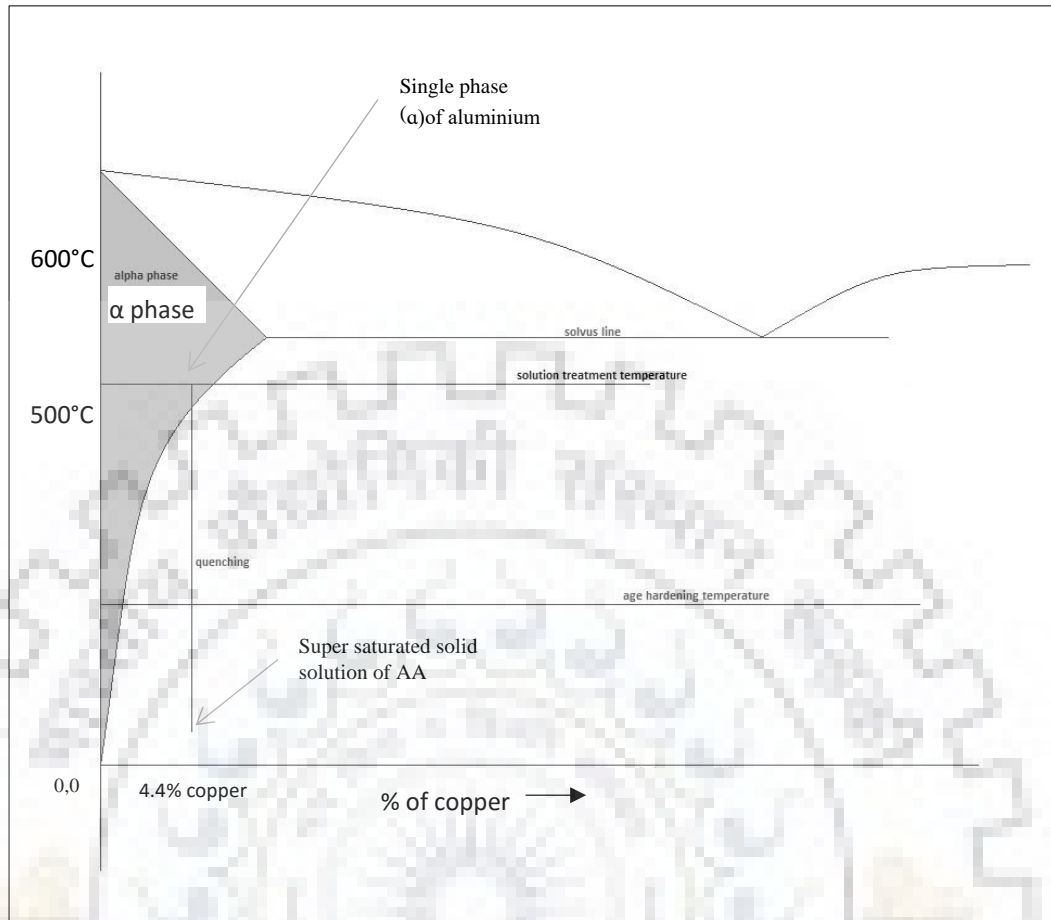 Single phase
(α)of aluminium
600°C
alpha phase
α phase
solvus line
solution treatment temperature
500°C
quenching
age hardening temperature
Super saturated solid
solution of AA
0,0
4.4% copper
% of copper